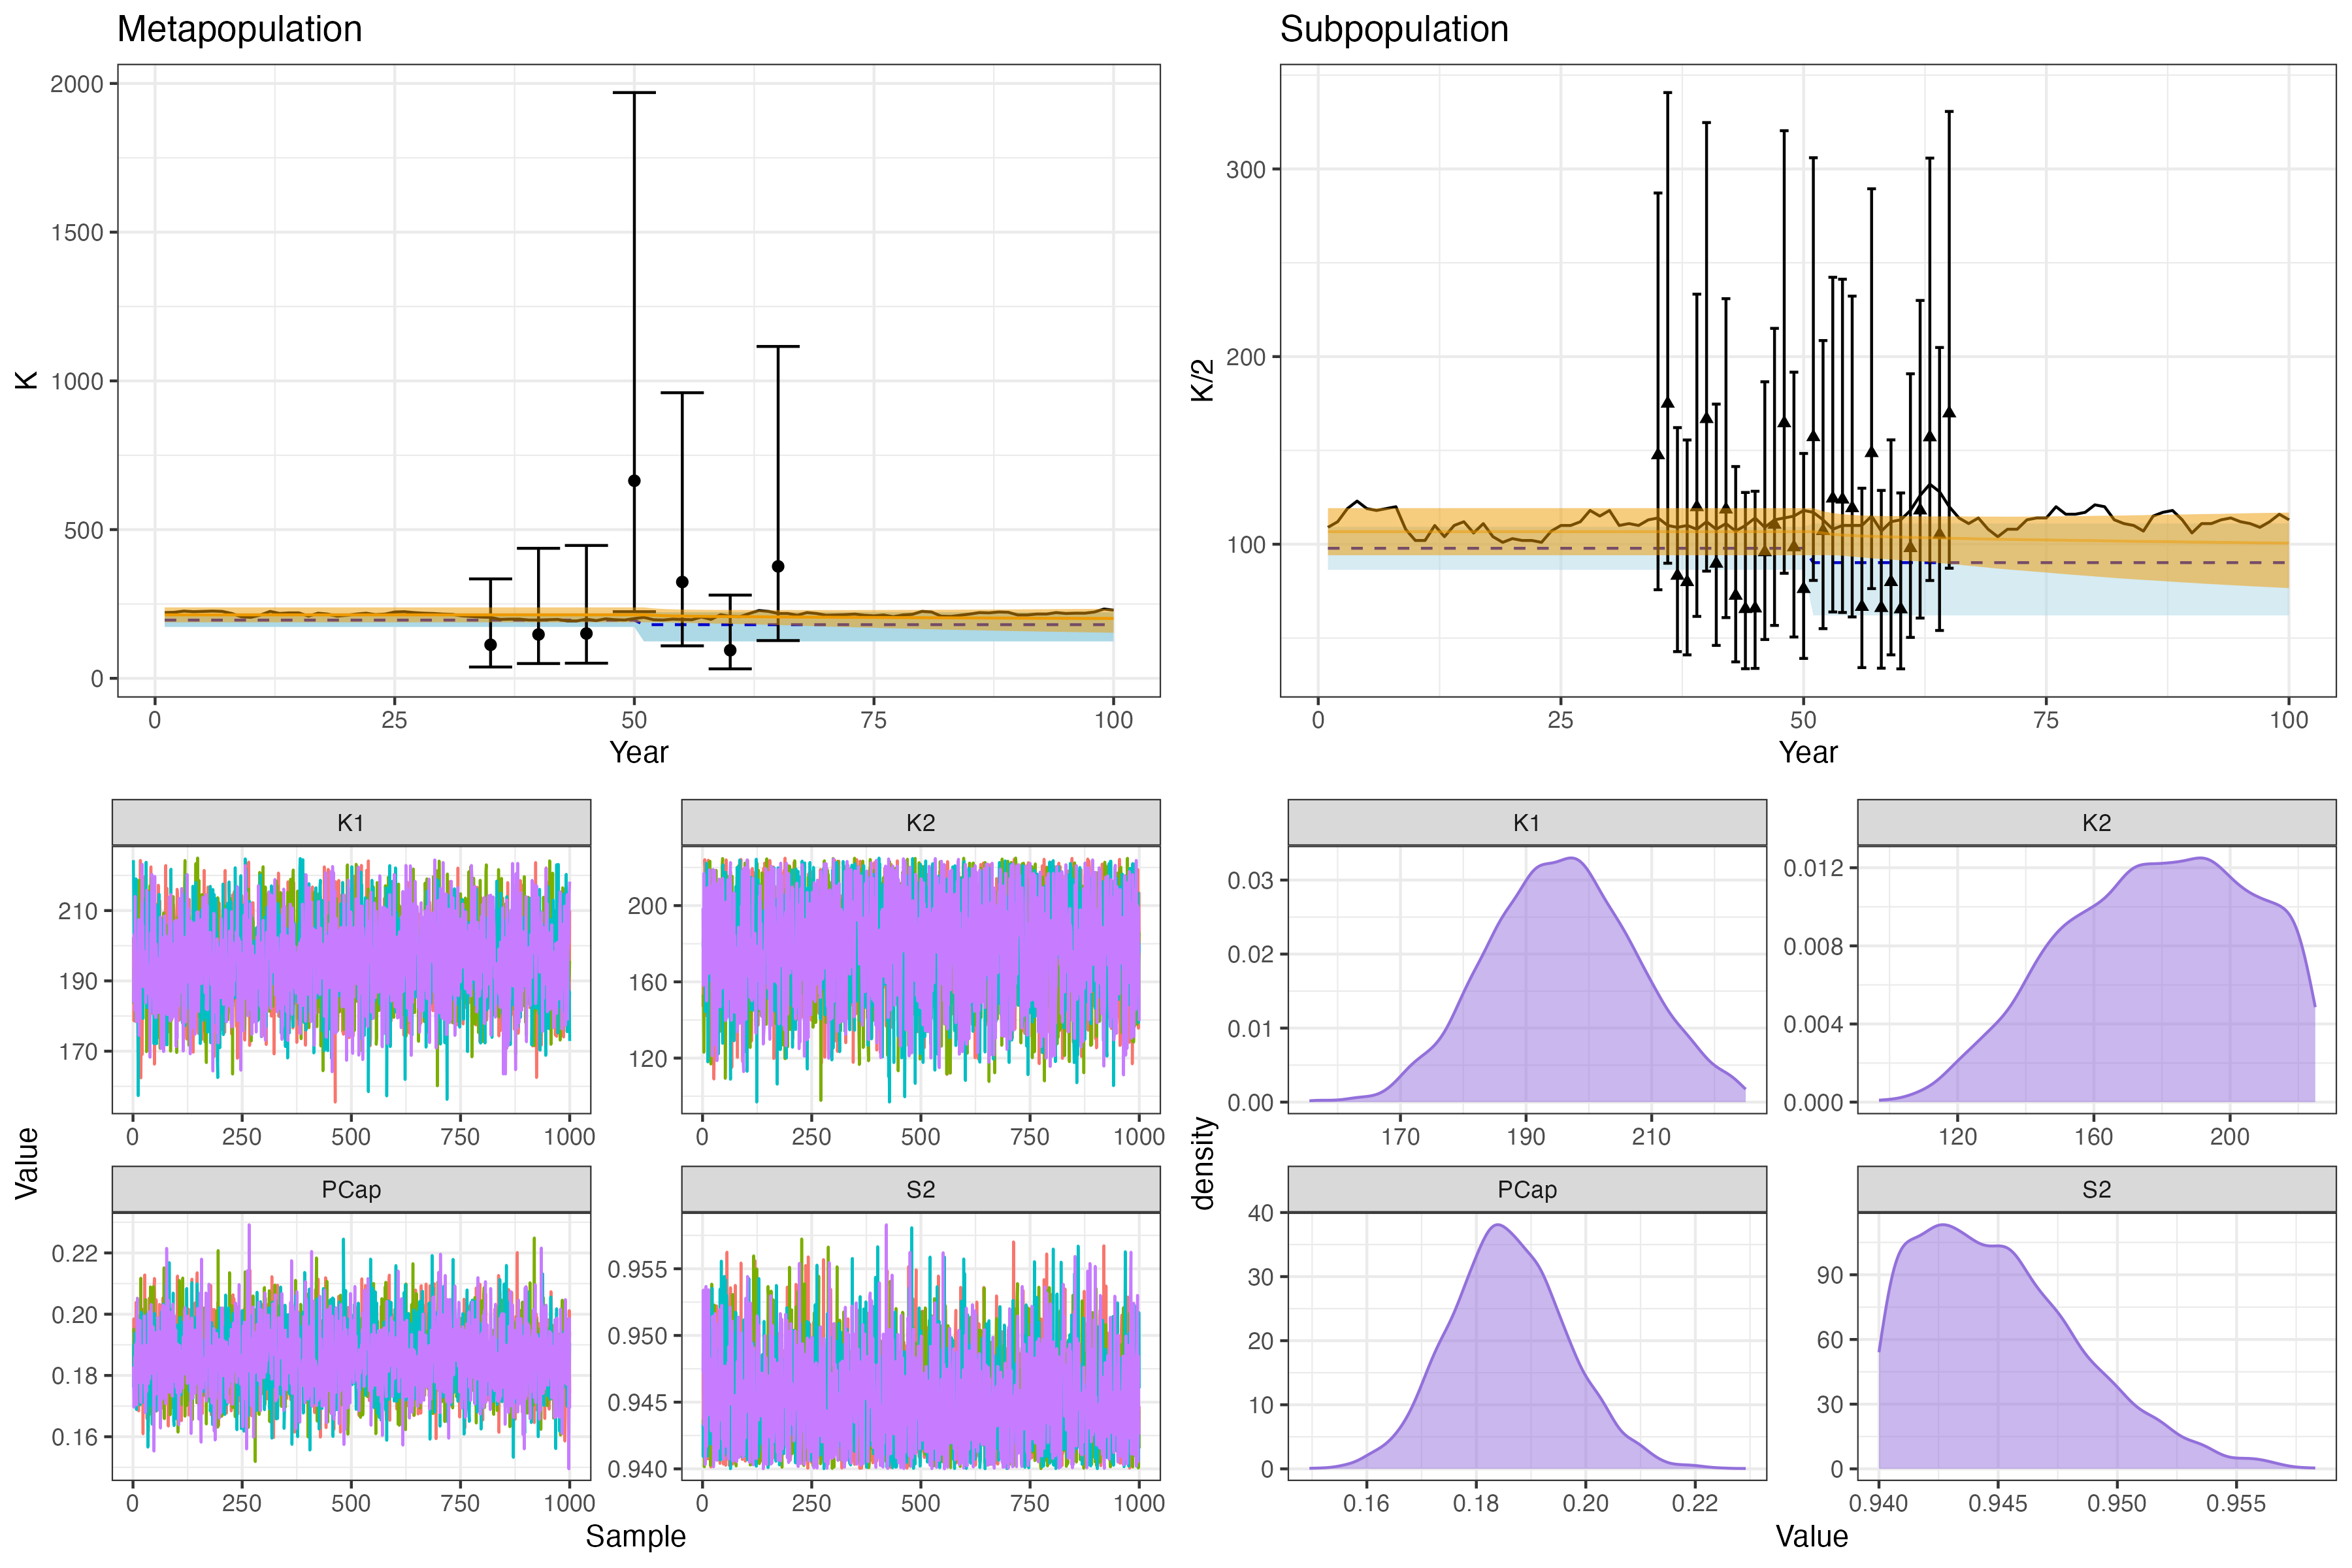 Metapopulation
Subpopulation
2000
1500
1000
500
0
K
0 25 50 75 100
Year
300
200
100
K/2
0 25 50 75 100
Year
K1 K2
210
190
170
200
160
120
0 250 500 750 1000
0 250 500 750 1000
PCap S2
0.22
0.20
0.18
0.16
0.955
0.950
0.945
0.940
0 250 500 750 1000
0 250 500 750 1000
Value
Sample
K1 K2
0.03
0.02
0.01
0.00
0.012
0.008
0.004
0.000
170 190 210
120 160 200
PCap S2
40
30
20
10
0
90
60
30
0
0.16 0.18 0.20 0.22
0.940 0.945 0.950 0.955
density
Value